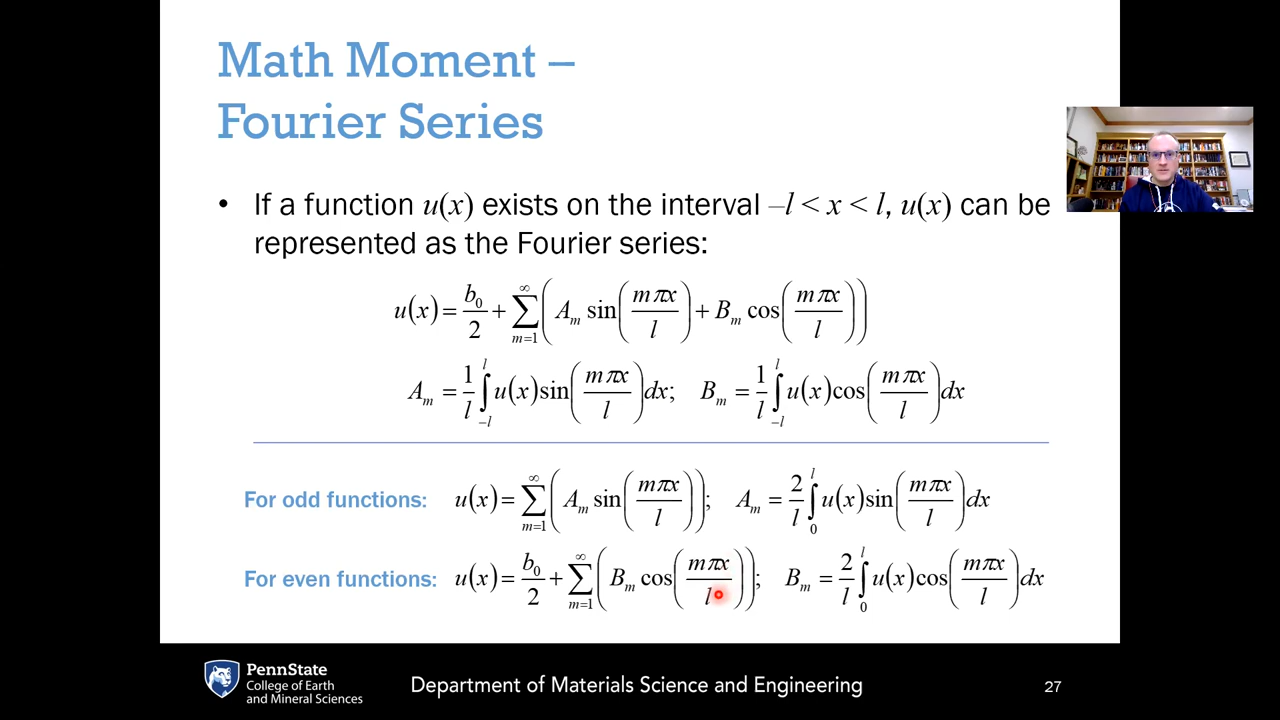 Math Moment –
Fourier Series
• If a function u(x) exists on the interval –l < x < l, u(x) can be
represented as the Fourier series:
u(x) = b₀/2 + ∑_{m=1}^{∞} ( A_m sin( mπx / l ) + B_m cos( mπx / l ) )
A_m = 1/l ∫_{-l}^{l} u(x) sin( mπx / l ) dx; B_m = 1/l ∫_{-l}^{l} u(x) cos( mπx / l ) dx
For odd functions: u(x) = ∑_{m=1}^{∞} ( A_m sin( mπx / l ) ); A_m = 2/l ∫_{0}^{l} u(x) sin( mπx / l ) dx
For even functions: u(x) = b₀/2 + ∑_{m=1}^{∞} ( B_m cos( mπx / l ) ); B_m = 2/l ∫_{0}^{l} u(x) cos( mπx / l ) dx
PennState
College of Earth
and Mineral Sciences
Department of Materials Science and Engineering
27